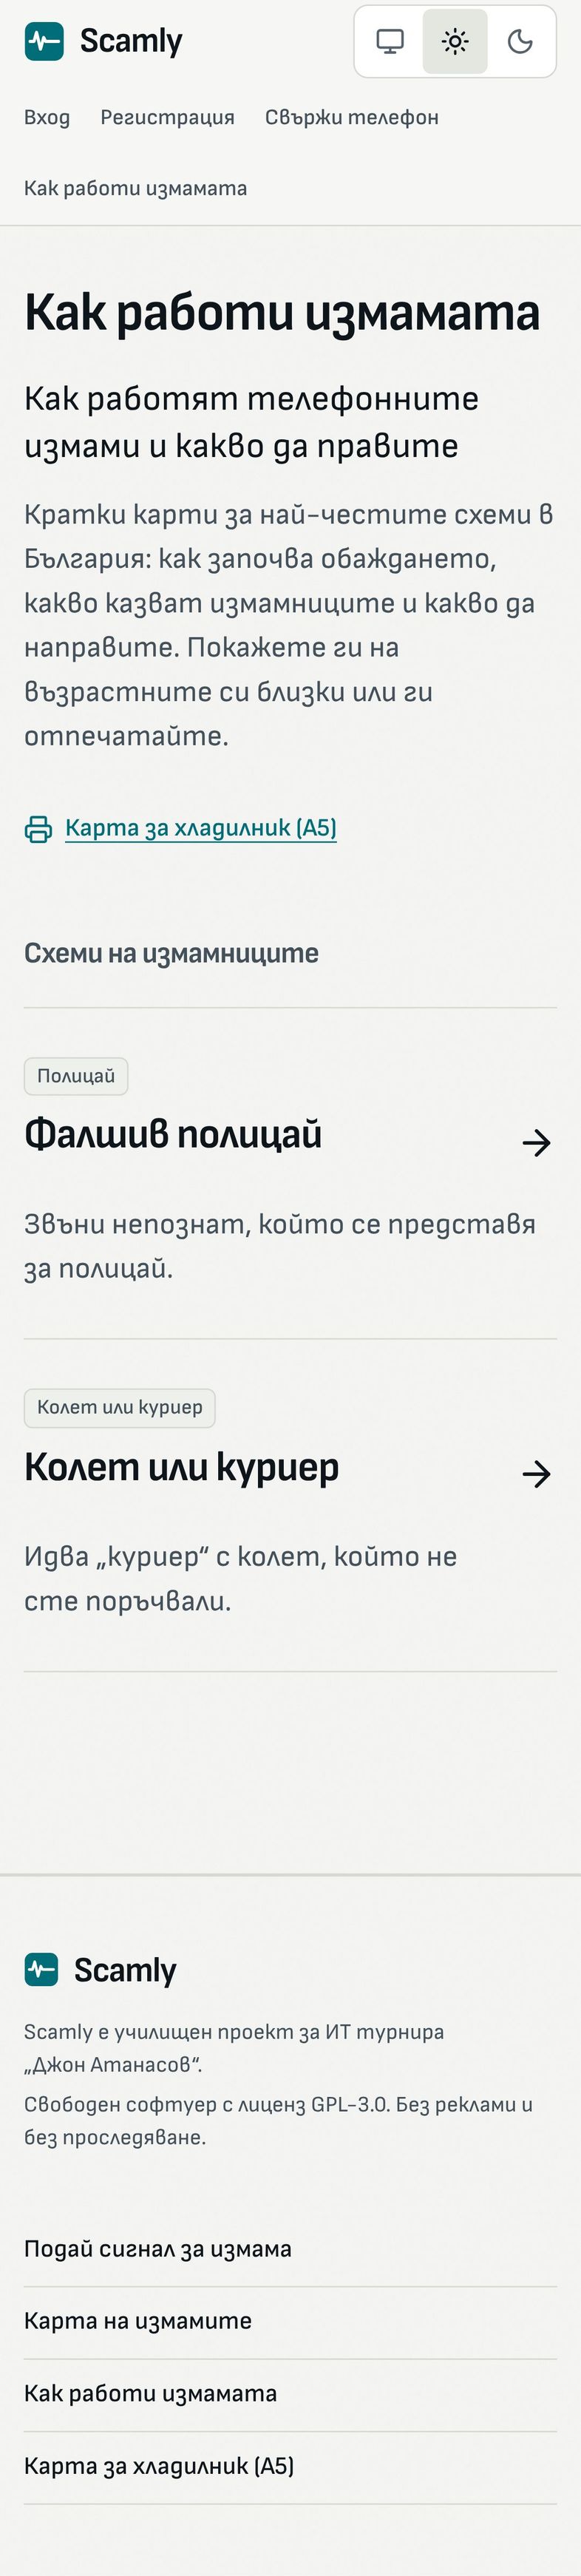 Scamly
Вход Регистрация Свържи телефон
Как работи измамата
Как работи измамата
Как работят телефонните
измами и какво да правите
Кратки карти за най-честите схеми в
България: как започва обаждането,
какво казват измамниците и какво да
направите. Покажете ги на
възрастните си близки или ги
отпечатайте.
Карта за хладилник (А5)
Схеми на измамниците
Полицай
Фалшив полицай
Звъни непознат, който се представя
за полицай.
Колет или куриер
Колет или куриер
Идва „куриер“ с колет, който не
сте поръчвали.
Scamly
Scamly е училищен проект за ИТ турнира
„Джон Атанасов“.
Свободен софтуер с лиценз GPL-3.0. Без реклами и
без проследяване.
Подай сигнал за измама
Карта на измамите
Как работи измамата
Карта за хладилник (А5)